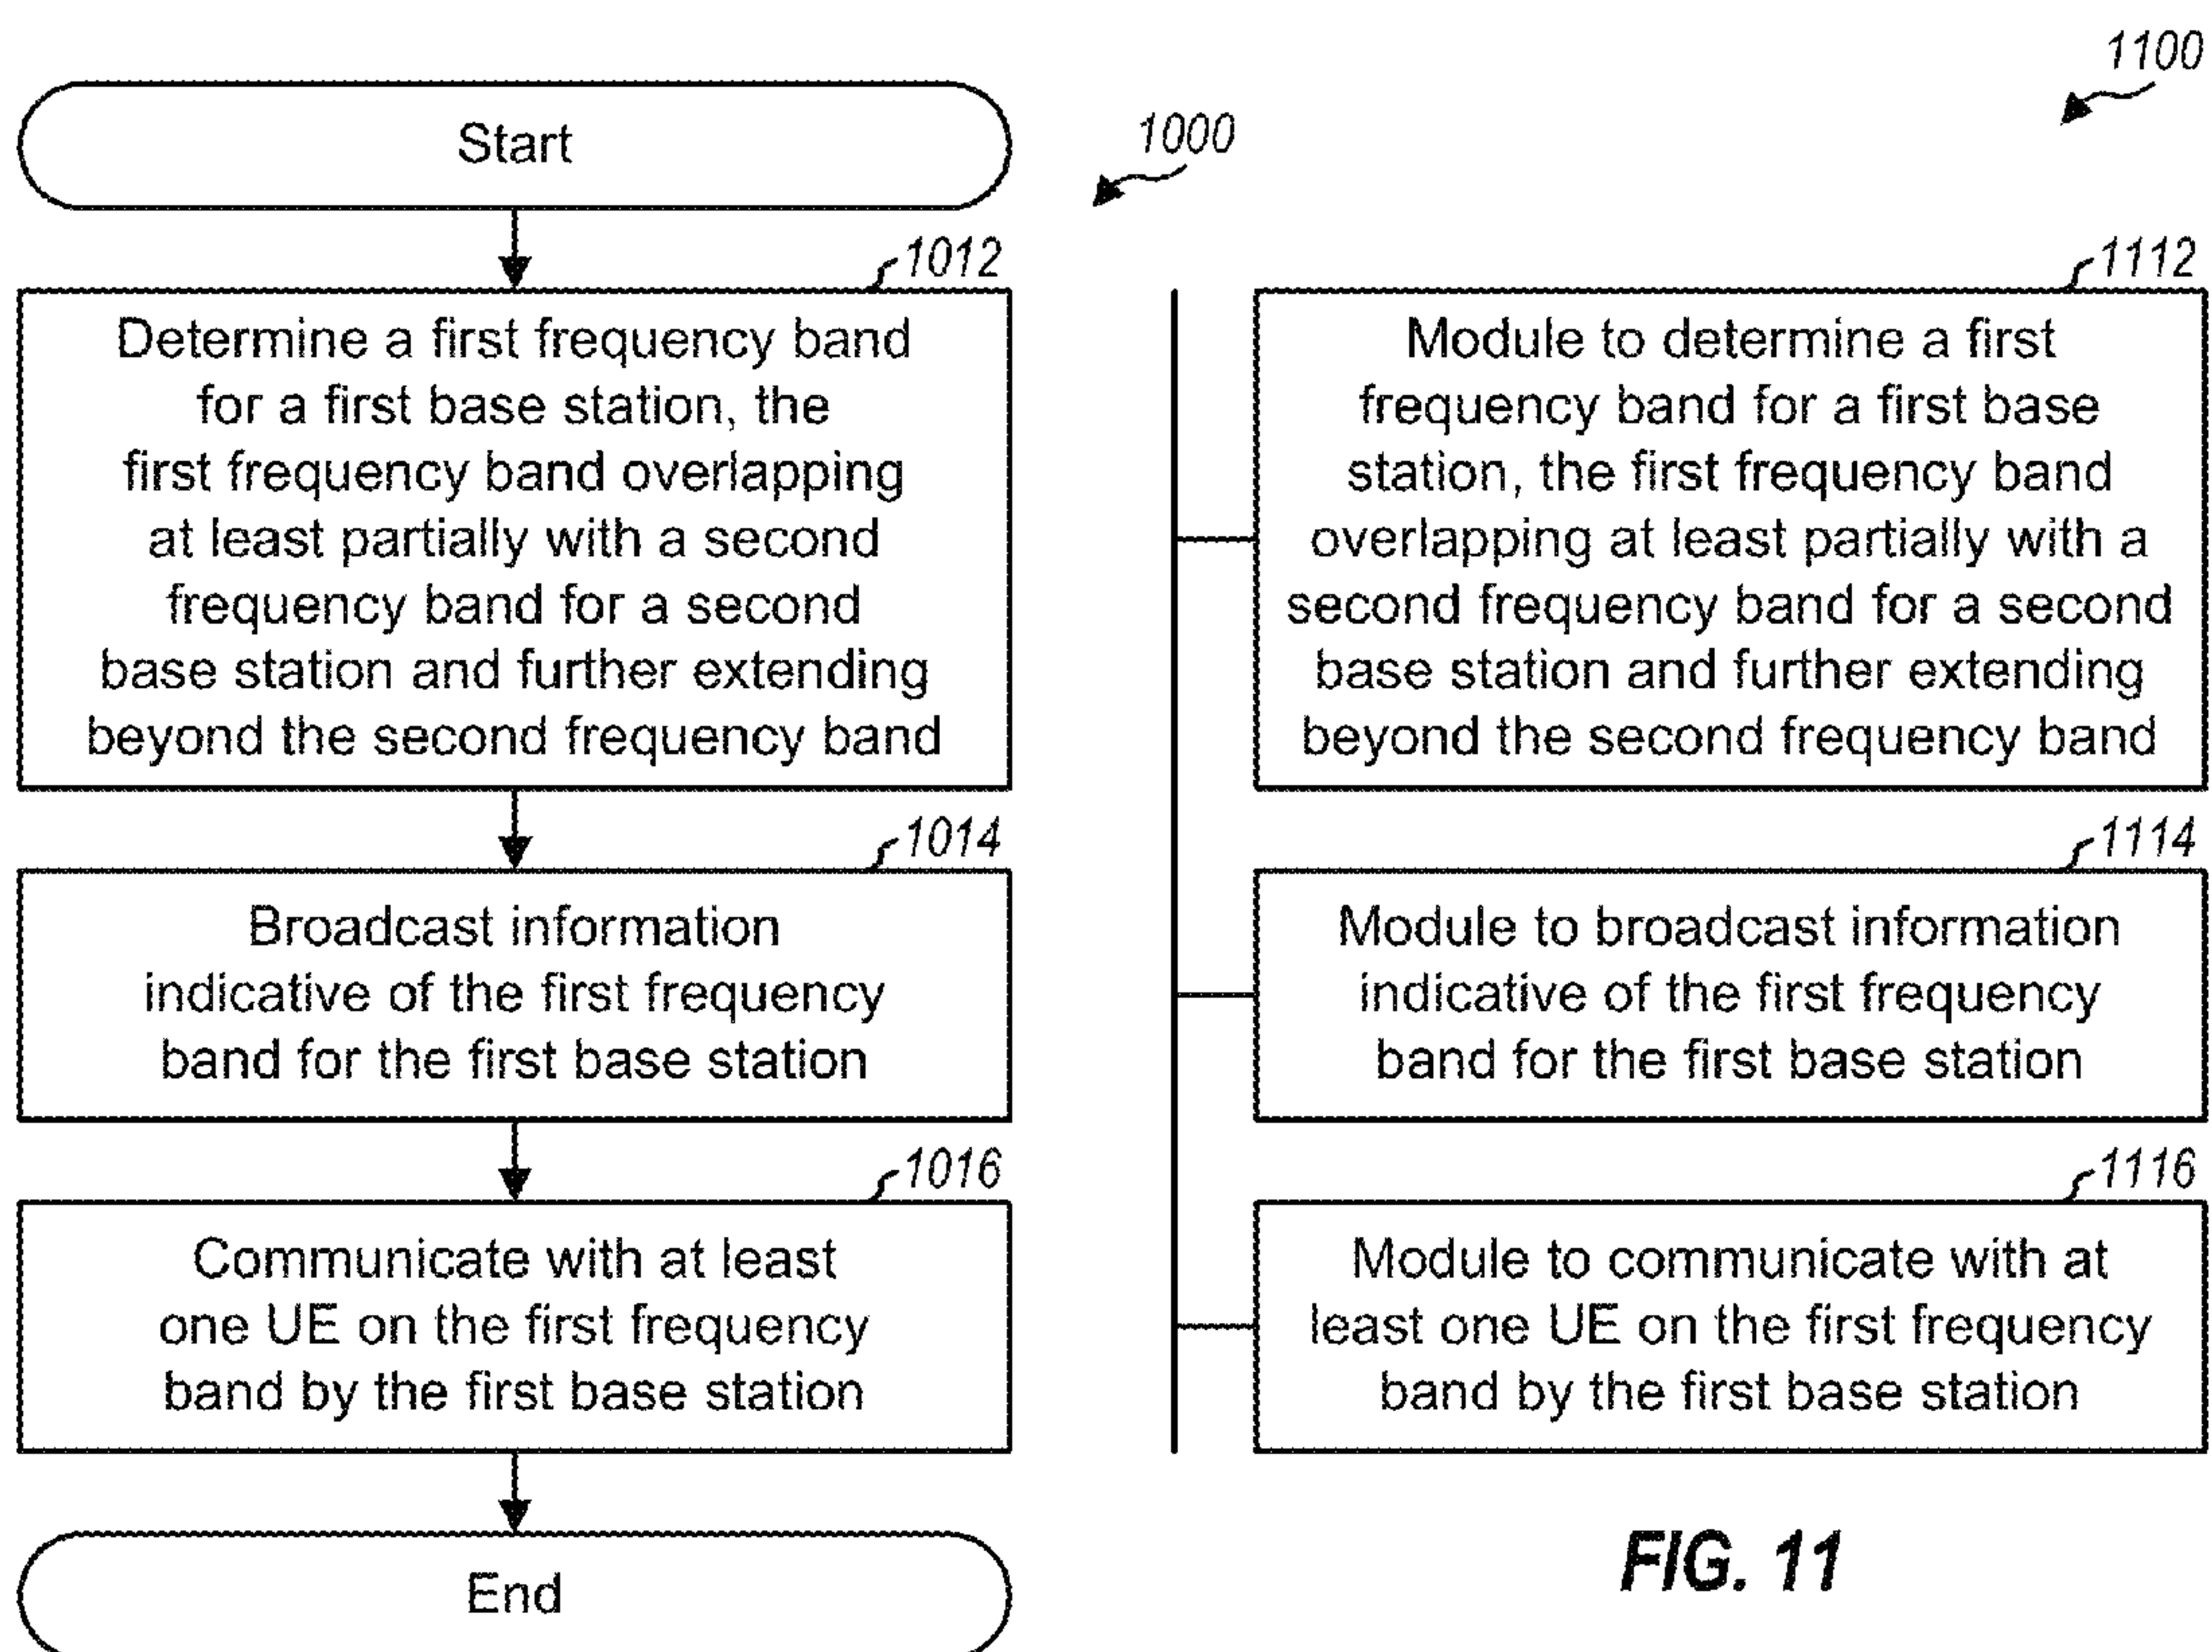 1000
Start
1012
Determine a first frequency band
for a first base station, the
first frequency band overlapping
at least partially with a second
frequency band for a second
base station and further extending
beyond the second frequency band
1014
Broadcast information
indicative of the first frequency
band for the first base station
1016
Communicate with at least
one UE on the first frequency
band by the first base station
End
1100
1112
Module to determine a first
frequency band for a first base
station, the first frequency band
overlapping at least partially with a
second frequency band for a second
base station and further extending
beyond the second frequency band
1114
Module to broadcast information
indicative of the first frequency
band for the first base station
1116
Module to communicate with at
least one UE on the first frequency
band by the first base station
FIG. 11